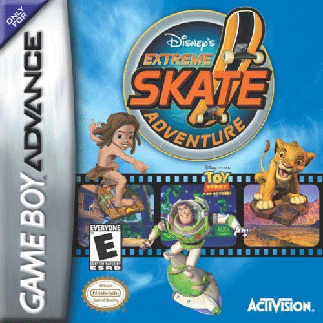 ONLY
FOR
GAME BOY ADVANCE
DISNEY'S
EXTREME
SKATE
ADVENTURE
DISNEY • PIXAR
TOY
STORY
AND BEYOND!
EVERYONE
E
ESRB
Official
Nintendo
Seal of Quality
ACTIVISION.